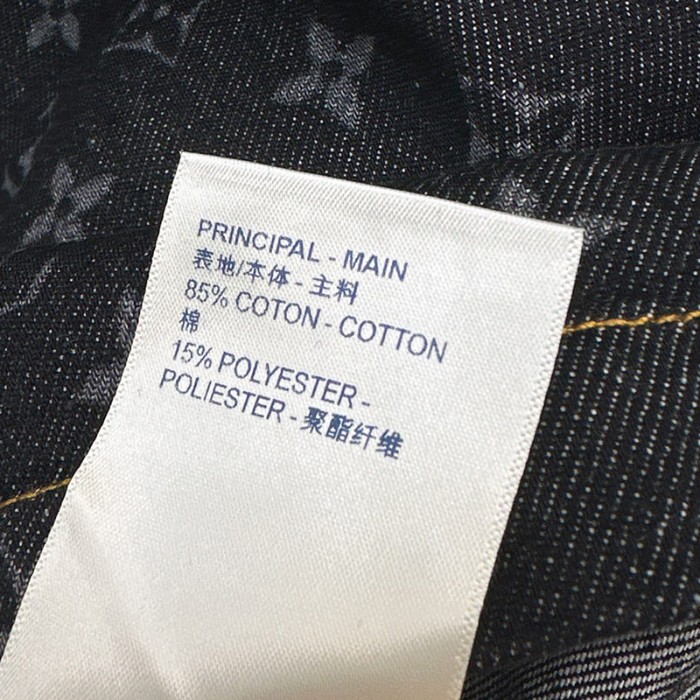 PRINCIPAL - MAIN
表地/本体 - 主料
85% COTON - COTTON
棉
15% POLYESTER -
POLIESTER - 聚酯纤维